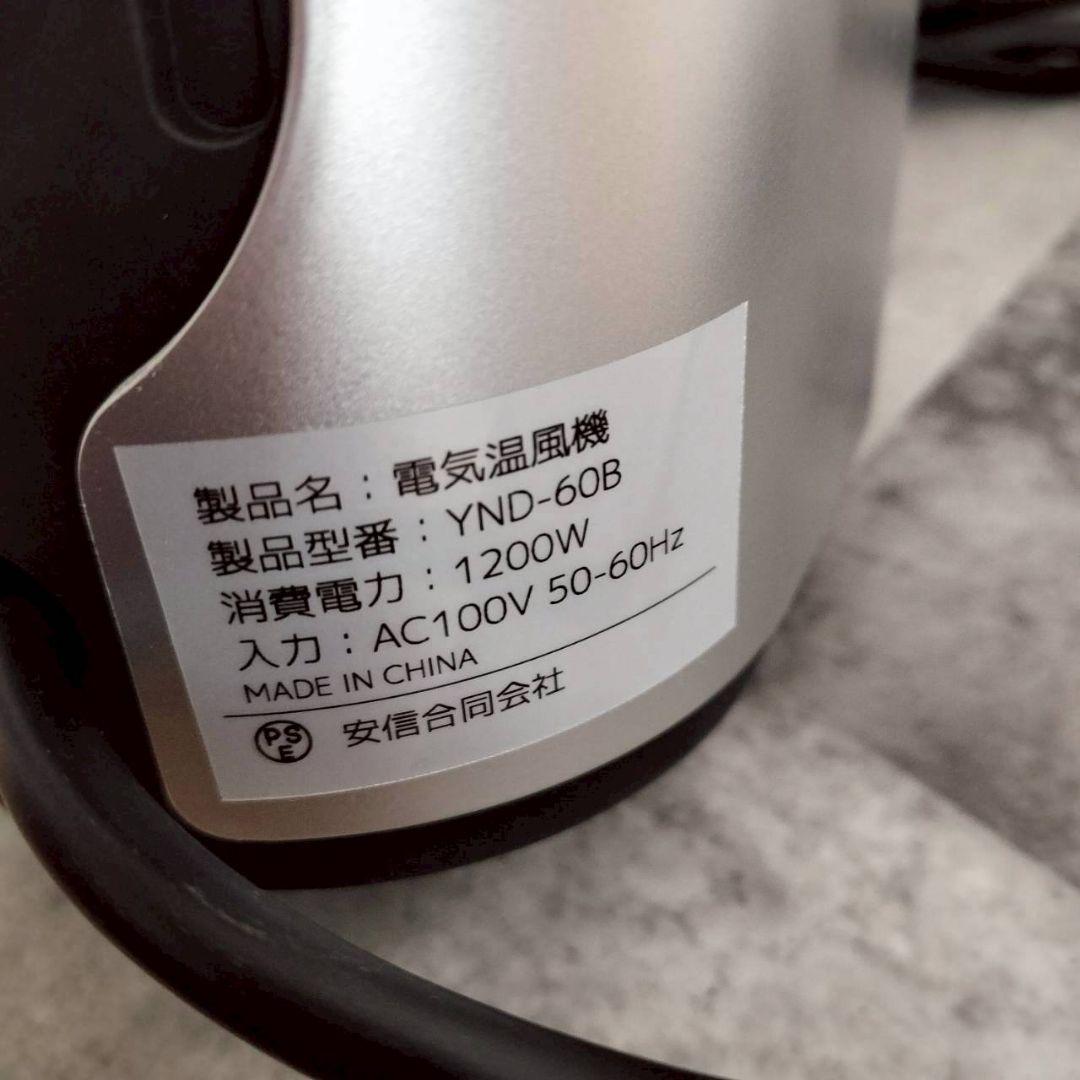 製品名：電気温風機
製品型番：YND-60B
消費電力：1200W
入力：AC100V 50-60Hz
MADE IN CHINA
PSE 安信合同会社